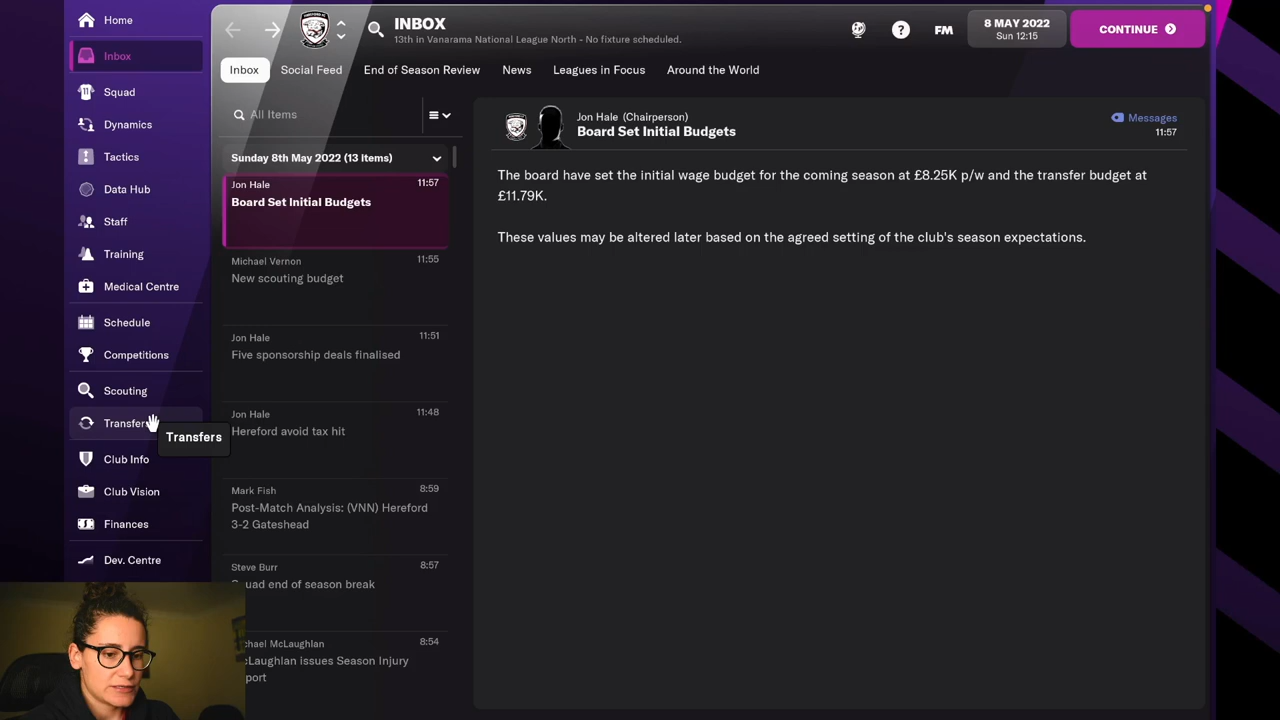 Home
Inbox
Squad
Dynamics
Tactics
Data Hub
Staff
Training
Medical Centre
Schedule
Competitions
Scouting
Transfers
Transfers
Club Info
Club Vision
Finances
Dev. Centre
INBOX
13th in Vanarama National League North - No fixture scheduled.
FM
8 MAY 2022
Sun 12:15
CONTINUE
Inbox
Social Feed
End of Season Review
News
Leagues in Focus
Around the World
All Items
Sunday 8th May 2022 (13 items)
Jon Hale 11:57
Board Set Initial Budgets
Michael Vernon 11:55
New scouting budget
Jon Hale 11:51
Five sponsorship deals finalised
Jon Hale 11:48
Hereford avoid tax hit
Mark Fish 8:59
Post-Match Analysis: (VNN) Hereford
3-2 Gateshead
Steve Burr 8:57
quad end of season break
chael McLaughlan 8:54
cLaughlan issues Season Injury
port
Jon Hale (Chairperson)
Board Set Initial Budgets
Messages
11:57
The board have set the initial wage budget for the coming season at £8.25K p/w and the transfer budget at
£11.79K.
These values may be altered later based on the agreed setting of the club's season expectations.